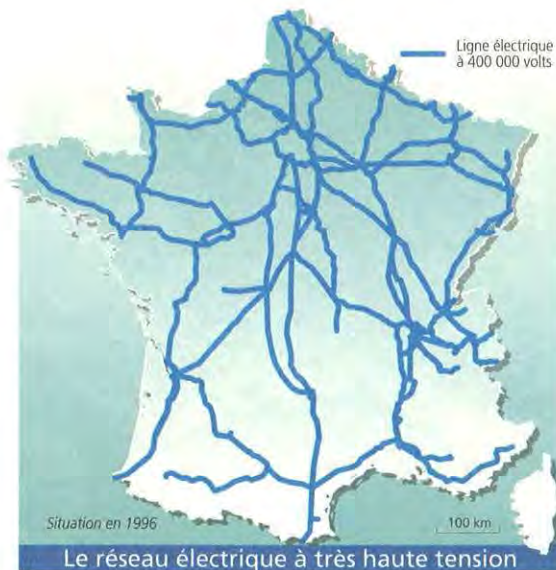 Ligne électrique
à 400 000 volts
Situation en 1996
100 km
Le réseau électrique à très haute tension